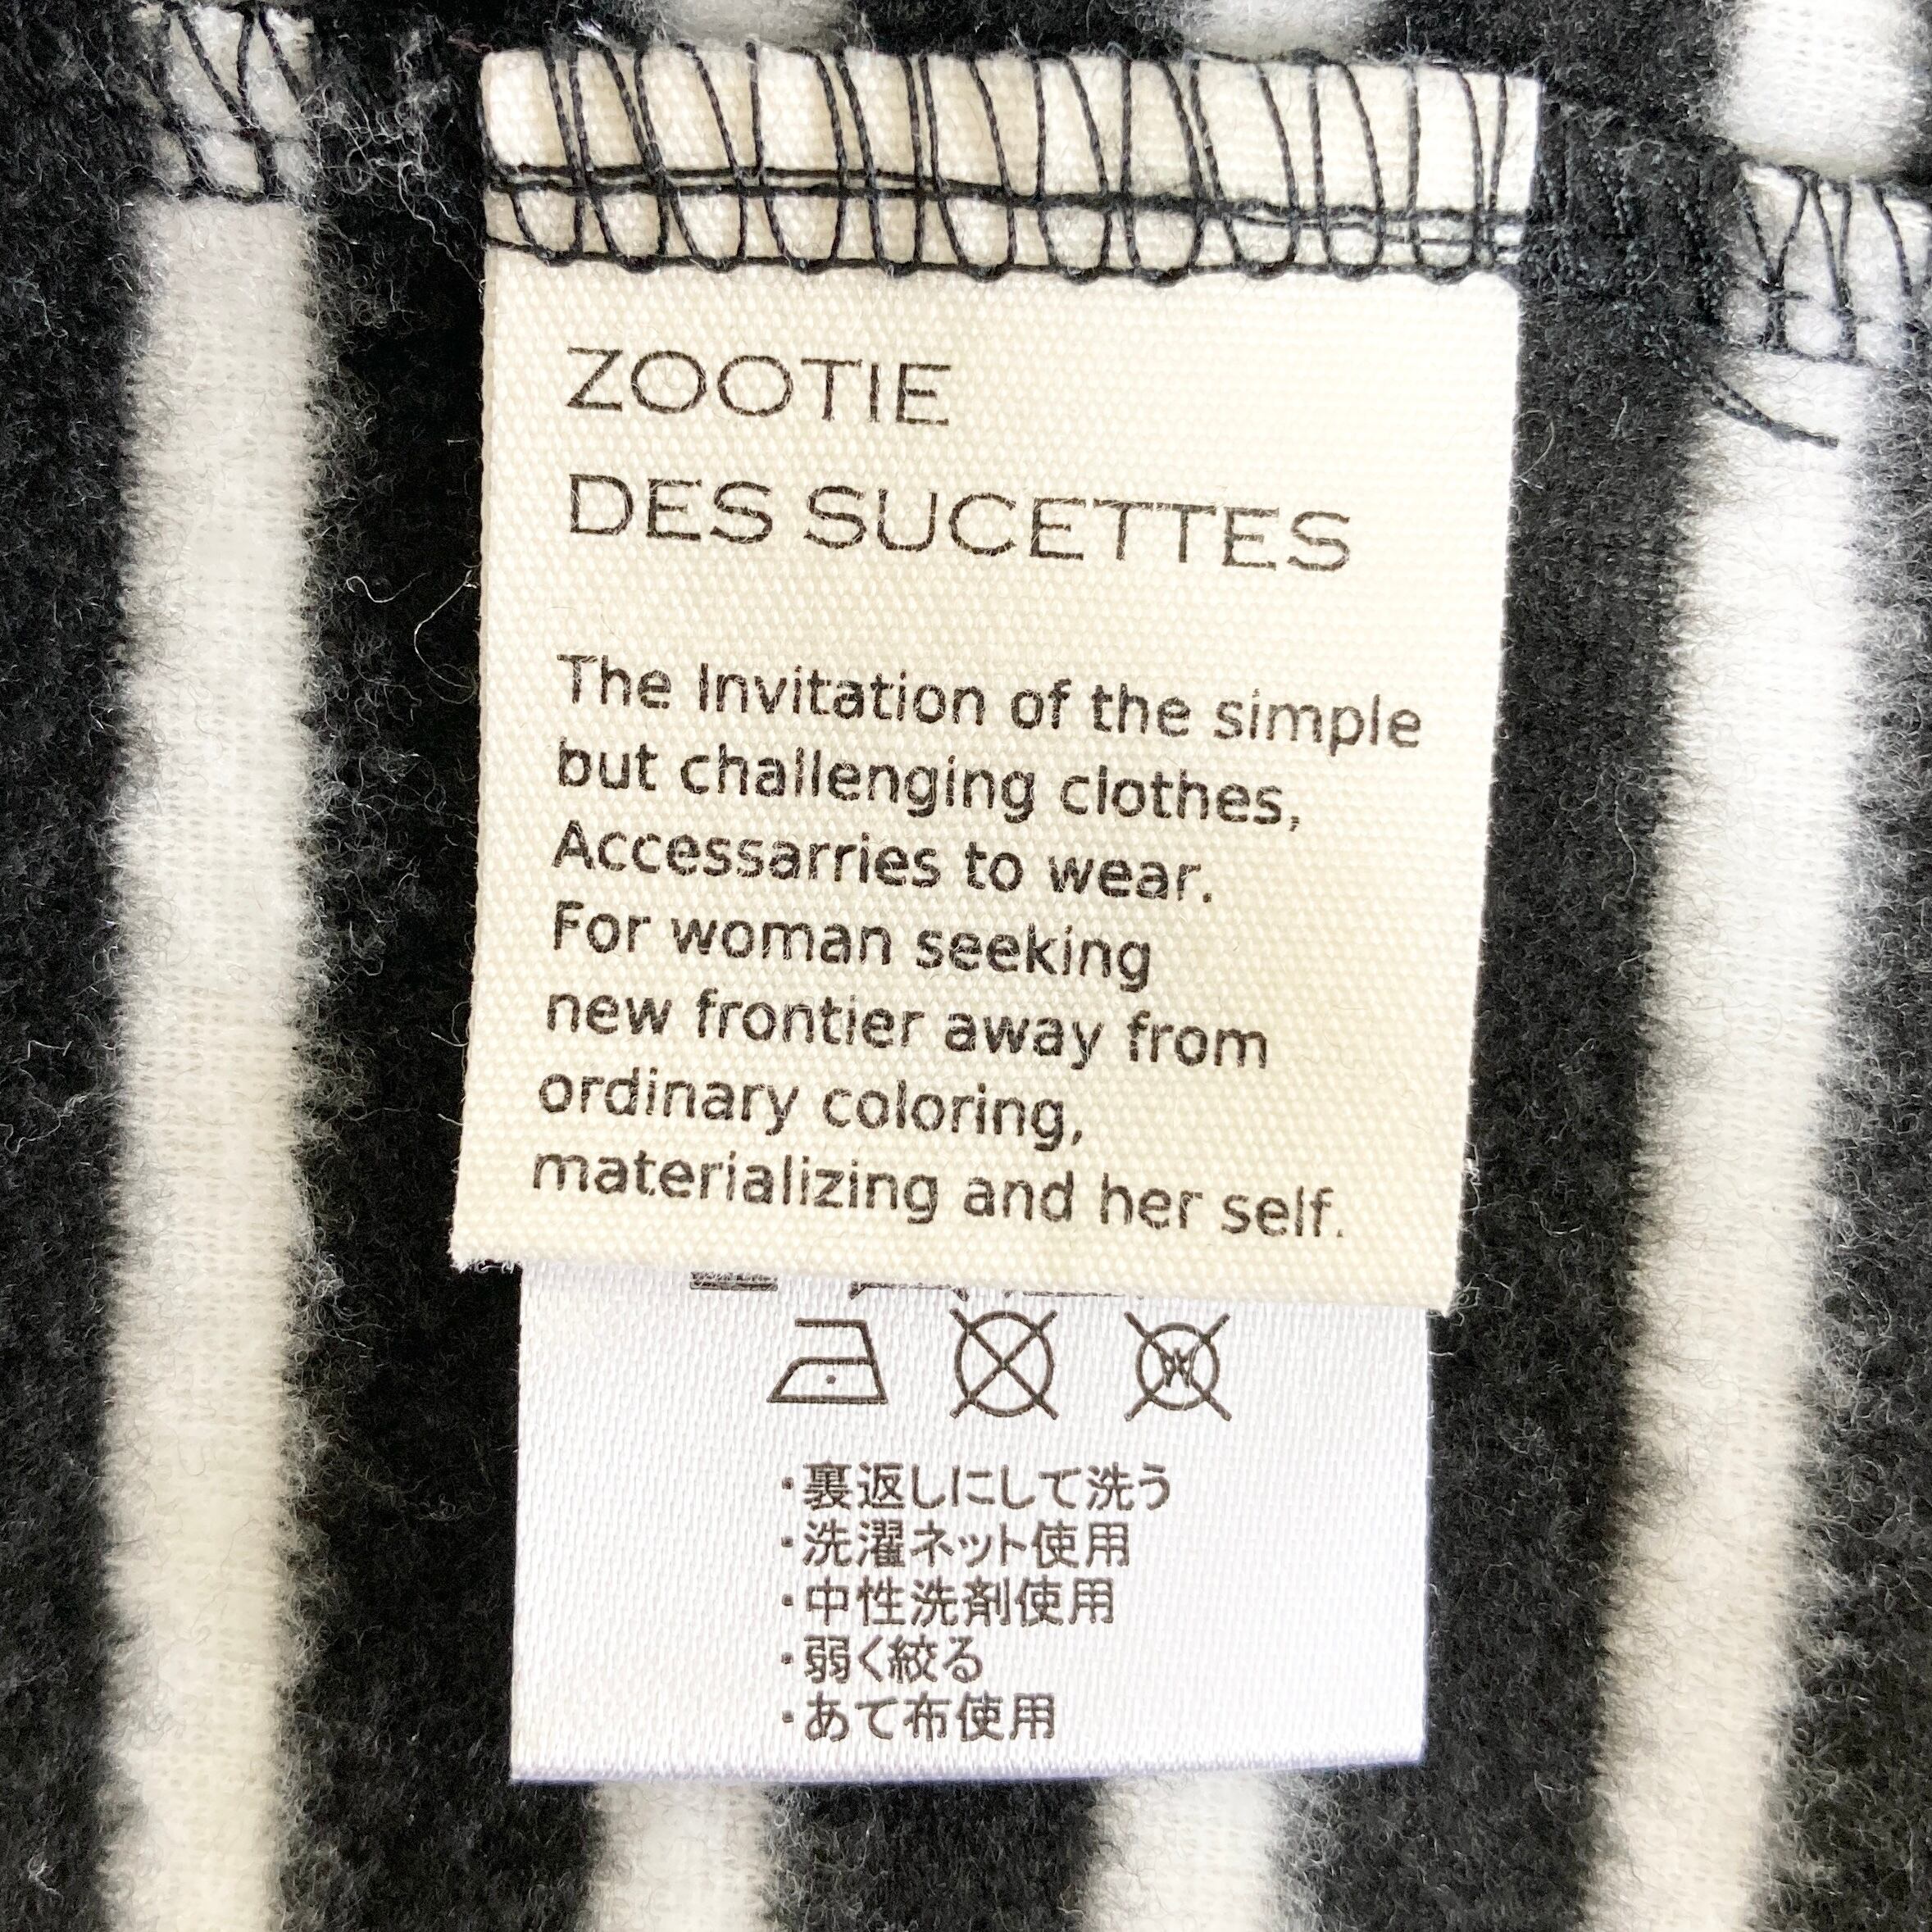 ZOOTIE
DES SUCETTES
The Invitation of the simple
but challenging clothes,
Accessarries to wear.
For woman seeking
new frontier away from
ordinary coloring,
materializing and her self.
W
・裏返しにして洗う
・洗濯ネット使用
・中性洗剤使用
・弱く絞る
・あて布使用